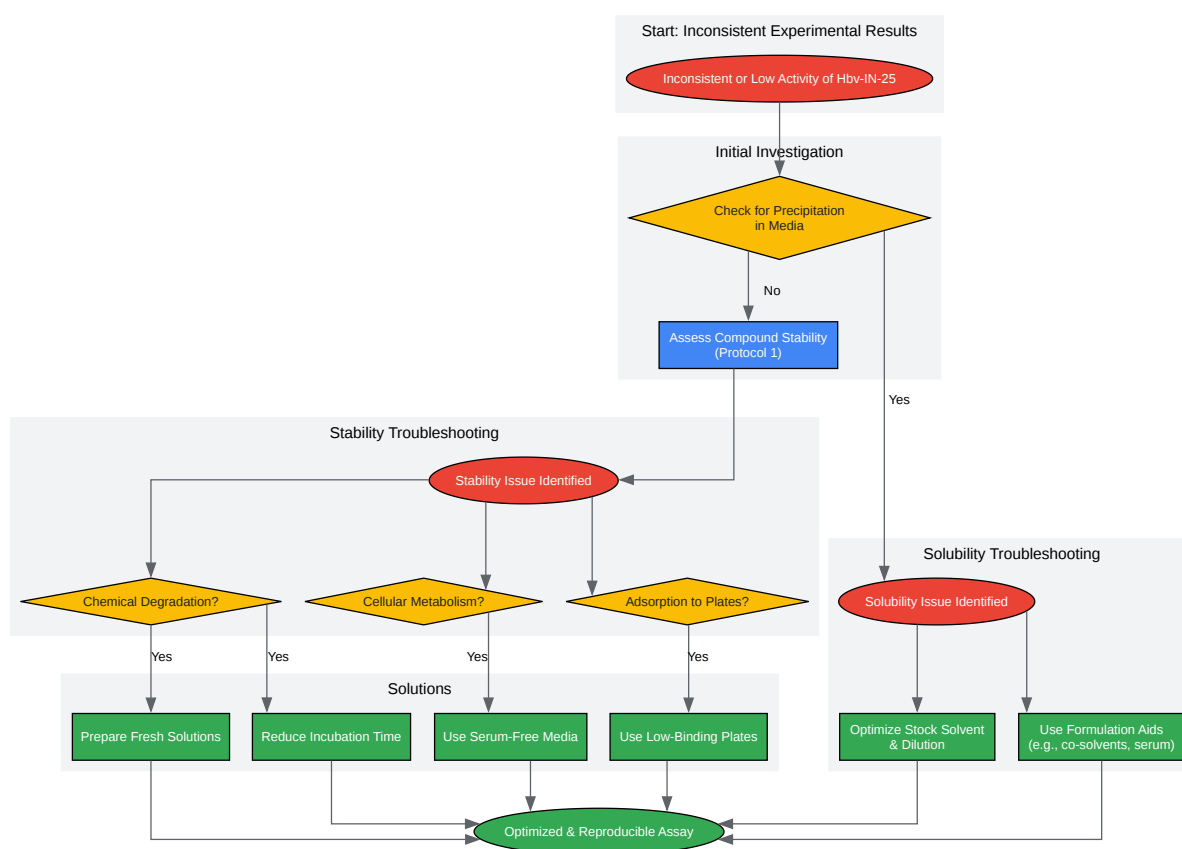 Start: Inconsistent Experimental Results
Inconsistent or Low Activity of Hbv-IN-25
Initial Investigation
Check for Precipitation
in Media
No
Assess Compound Stability
(Protocol 1)
Yes
Stability Troubleshooting
Stability Issue Identified
Solubility Troubleshooting
Chemical Degradation?
Cellular Metabolism?
Adsorption to Plates?
Solubility Issue Identified
Yes
Yes
Yes
Yes
Solutions
Prepare Fresh Solutions
Reduce Incubation Time
Use Serum-Free Media
Use Low-Binding Plates
Optimize Stock Solvent
& Dilution
Use Formulation Aids
(e.g., co-solvents, serum)
Optimized & Reproducible Assay